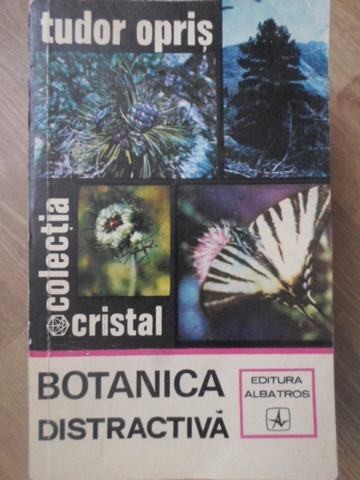 tudor opriș
colecția
cristal
BOTANICA
DISTRACTIVĂ
EDITURA
ALBATROS